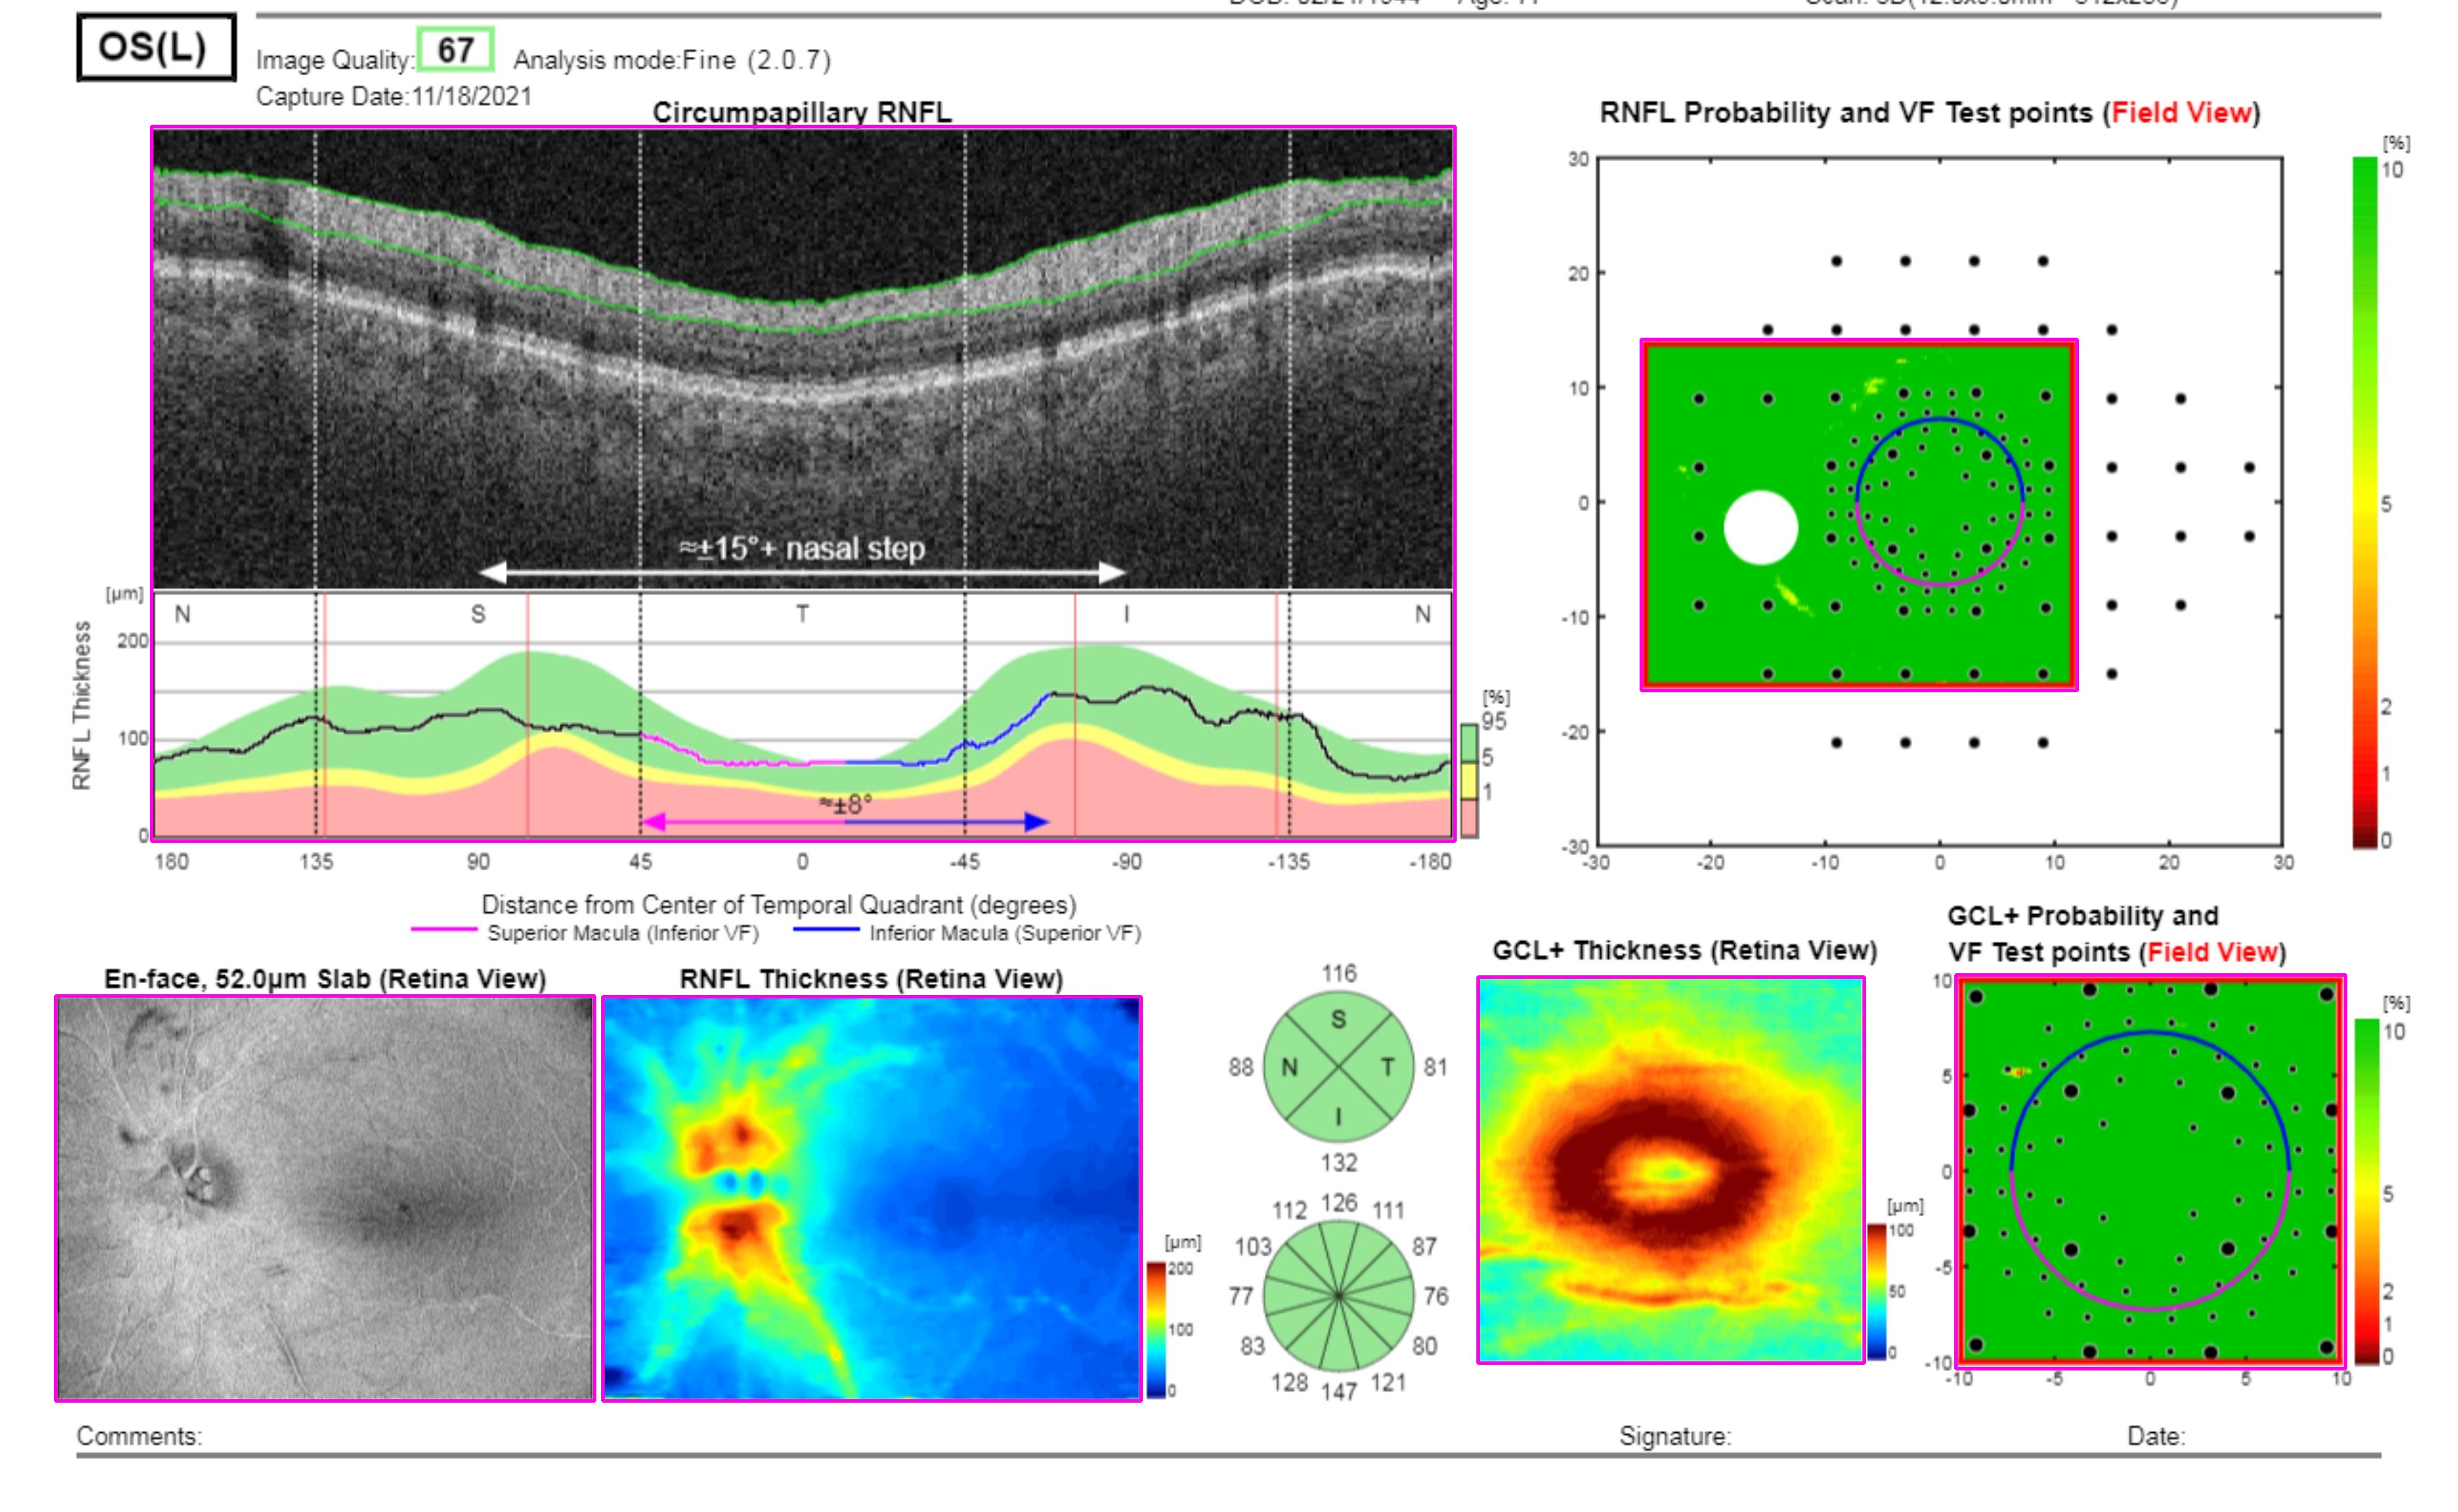 OS(L)
Image Quality: 67 Analysis mode:Fine (2.0.7)
Capture Date:11/18/2021
Circumpapillary RNFL
≈±15°+ nasal step
[µm]
RNFL Thickness
200
100
0
N S T I N
≈±8°
[%]
95
5
1
180 135 90 45 0 -45 -90 -135 -180
Distance from Center of Temporal Quadrant (degrees)
Superior Macula (Inferior VF) Inferior Macula (Superior VF)
RNFL Probability and VF Test points (Field View)
30
20
10
0
-10
-20
-30
-30 -20 -10 0 10 20 30
[%]
10
5
2
1
0
En-face, 52.0µm Slab (Retina View)
RNFL Thickness (Retina View)
[µm]
200
100
0
116
S
88 N T 81
I
132
112 126 111
103 87
77 76
83 80
128 147 121
GCL+ Thickness (Retina View)
[µm]
100
50
0
GCL+ Probability and
VF Test points (Field View)
10
5
0
-5
-10
-10 -5 0 5 10
[%]
10
5
2
1
0
Comments: Signature: Date: